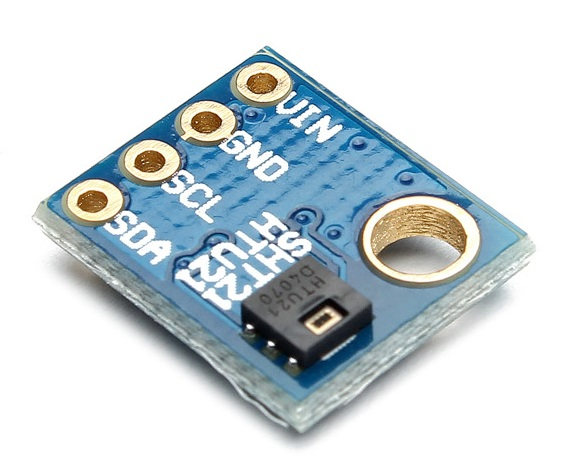 VIN
GND
SCL
SDA
SHT21
HTU21
HTU21
D4070